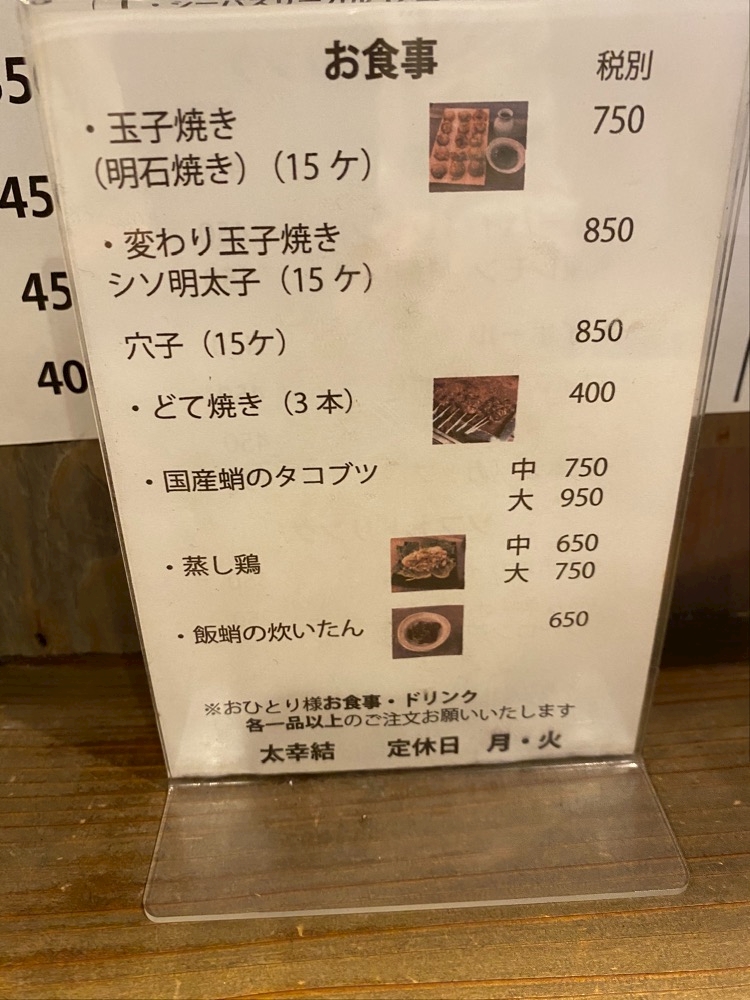 お食事 税別
・玉子焼き 750
（明石焼き）（15 ケ）
・変わり玉子焼き 850
シソ明太子（15 ケ）
穴子（15ケ） 850
・どて焼き（3 本） 400
・国産蛸のタコブツ 中 750
大 950
・蒸し鶏 中 650
大 750
・飯蛸の炊いたん 650
※おひとり様お食事・ドリンク
各一品以上のご注文お願いいたします
太幸結 定休日 月・火
45
45
40